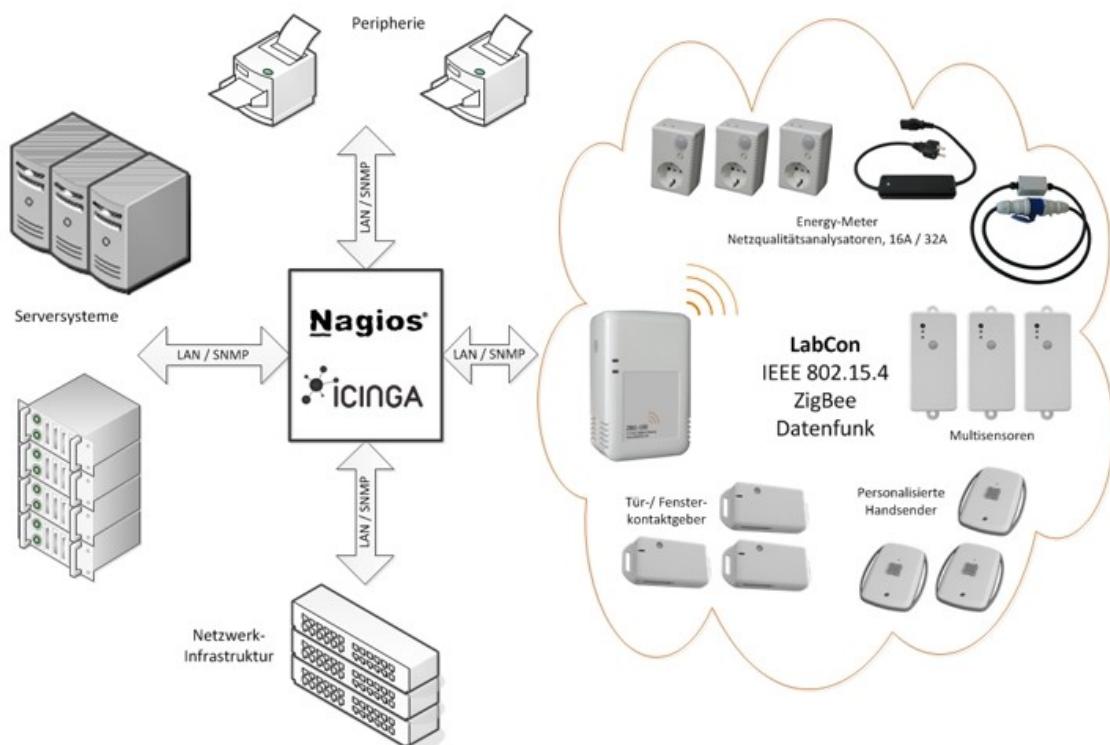 Peripherie
LAN / SNMP
Serversysteme
LAN / SNMP
Nagios®
ICINGA
LAN / SNMP
LAN / SNMP
Netzwerk-
Infrastruktur
Energy-Meter
Netzqualitätsanalysatoren, 16A / 32A
LabCon
IEEE 802.15.4
ZigBee
Datenfunk
Multisensoren
Tür-/ Fenster-
kontaktgeber
Personalisierte
Handsender